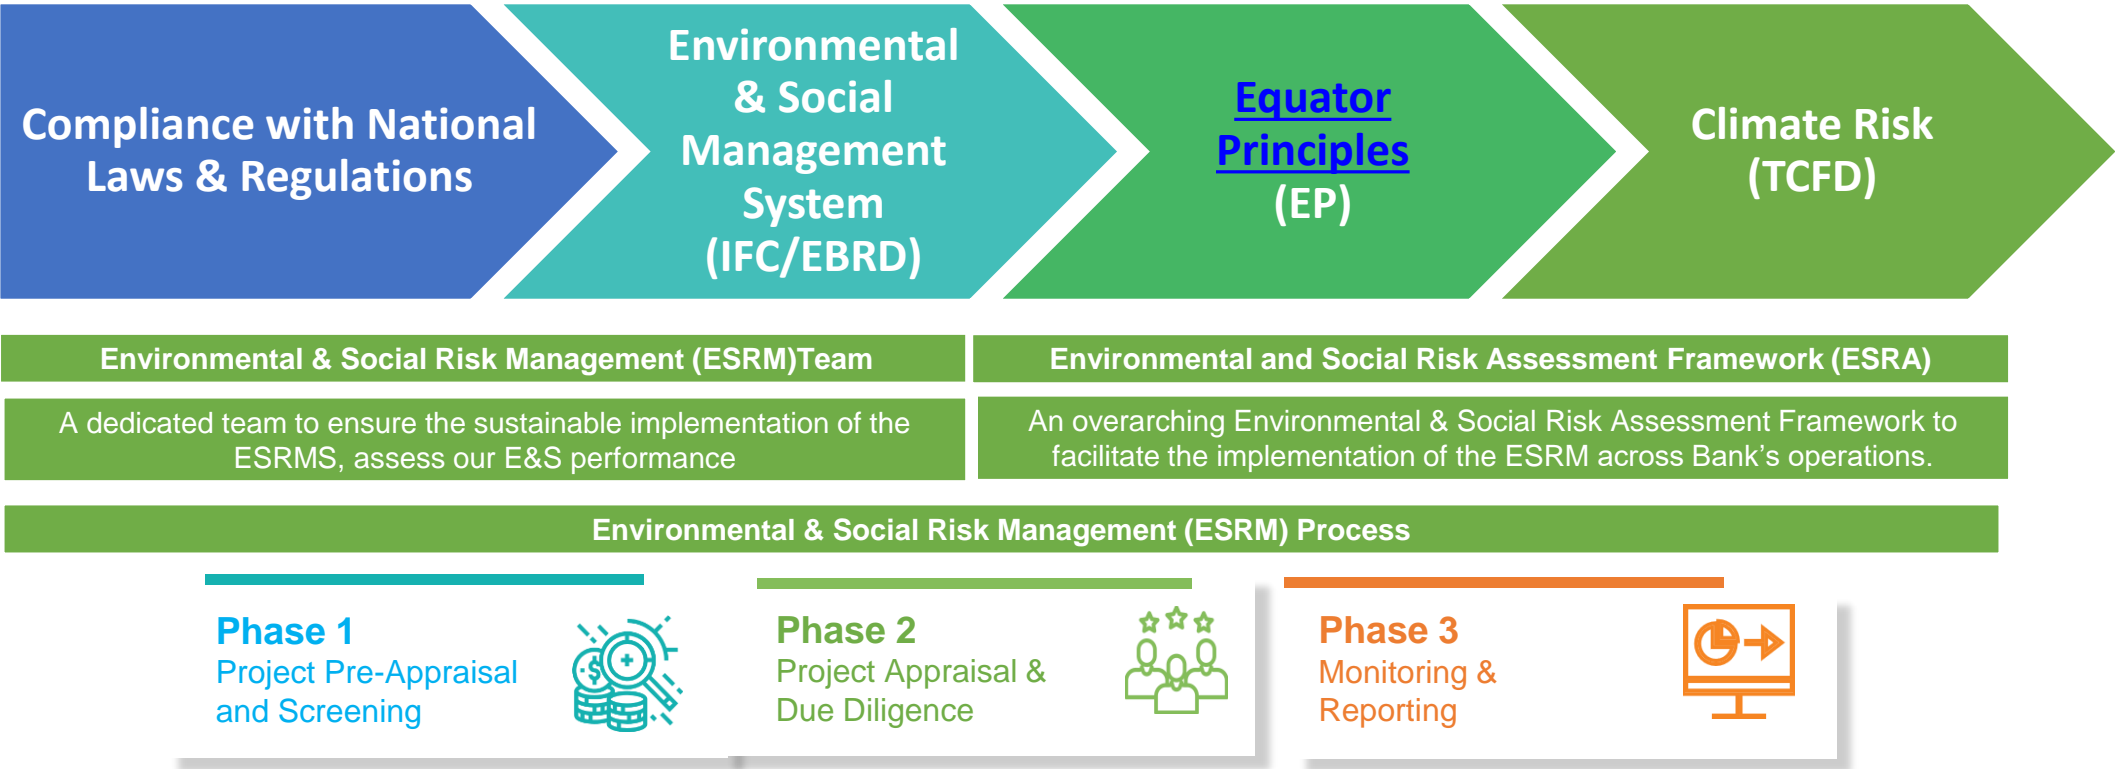 Compliance with National
Laws & Regulations
Environmental
& Social
Management
System
(IFC/EBRD)
Equator
Principles
(EP)
Climate Risk
(TCFD)
Environmental & Social Risk Management (ESRM)Team
Environmental and Social Risk Assessment Framework (ESRA)
A dedicated team to ensure the sustainable implementation of the
ESRMS, assess our E&S performance
An overarching Environmental & Social Risk Assessment Framework to
facilitate the implementation of the ESRM across Bank’s operations.
Environmental & Social Risk Management (ESRM) Process
Phase 1
Project Pre-Appraisal
and Screening
Phase 2
Project Appraisal &
Due Diligence
Phase 3
Monitoring &
Reporting